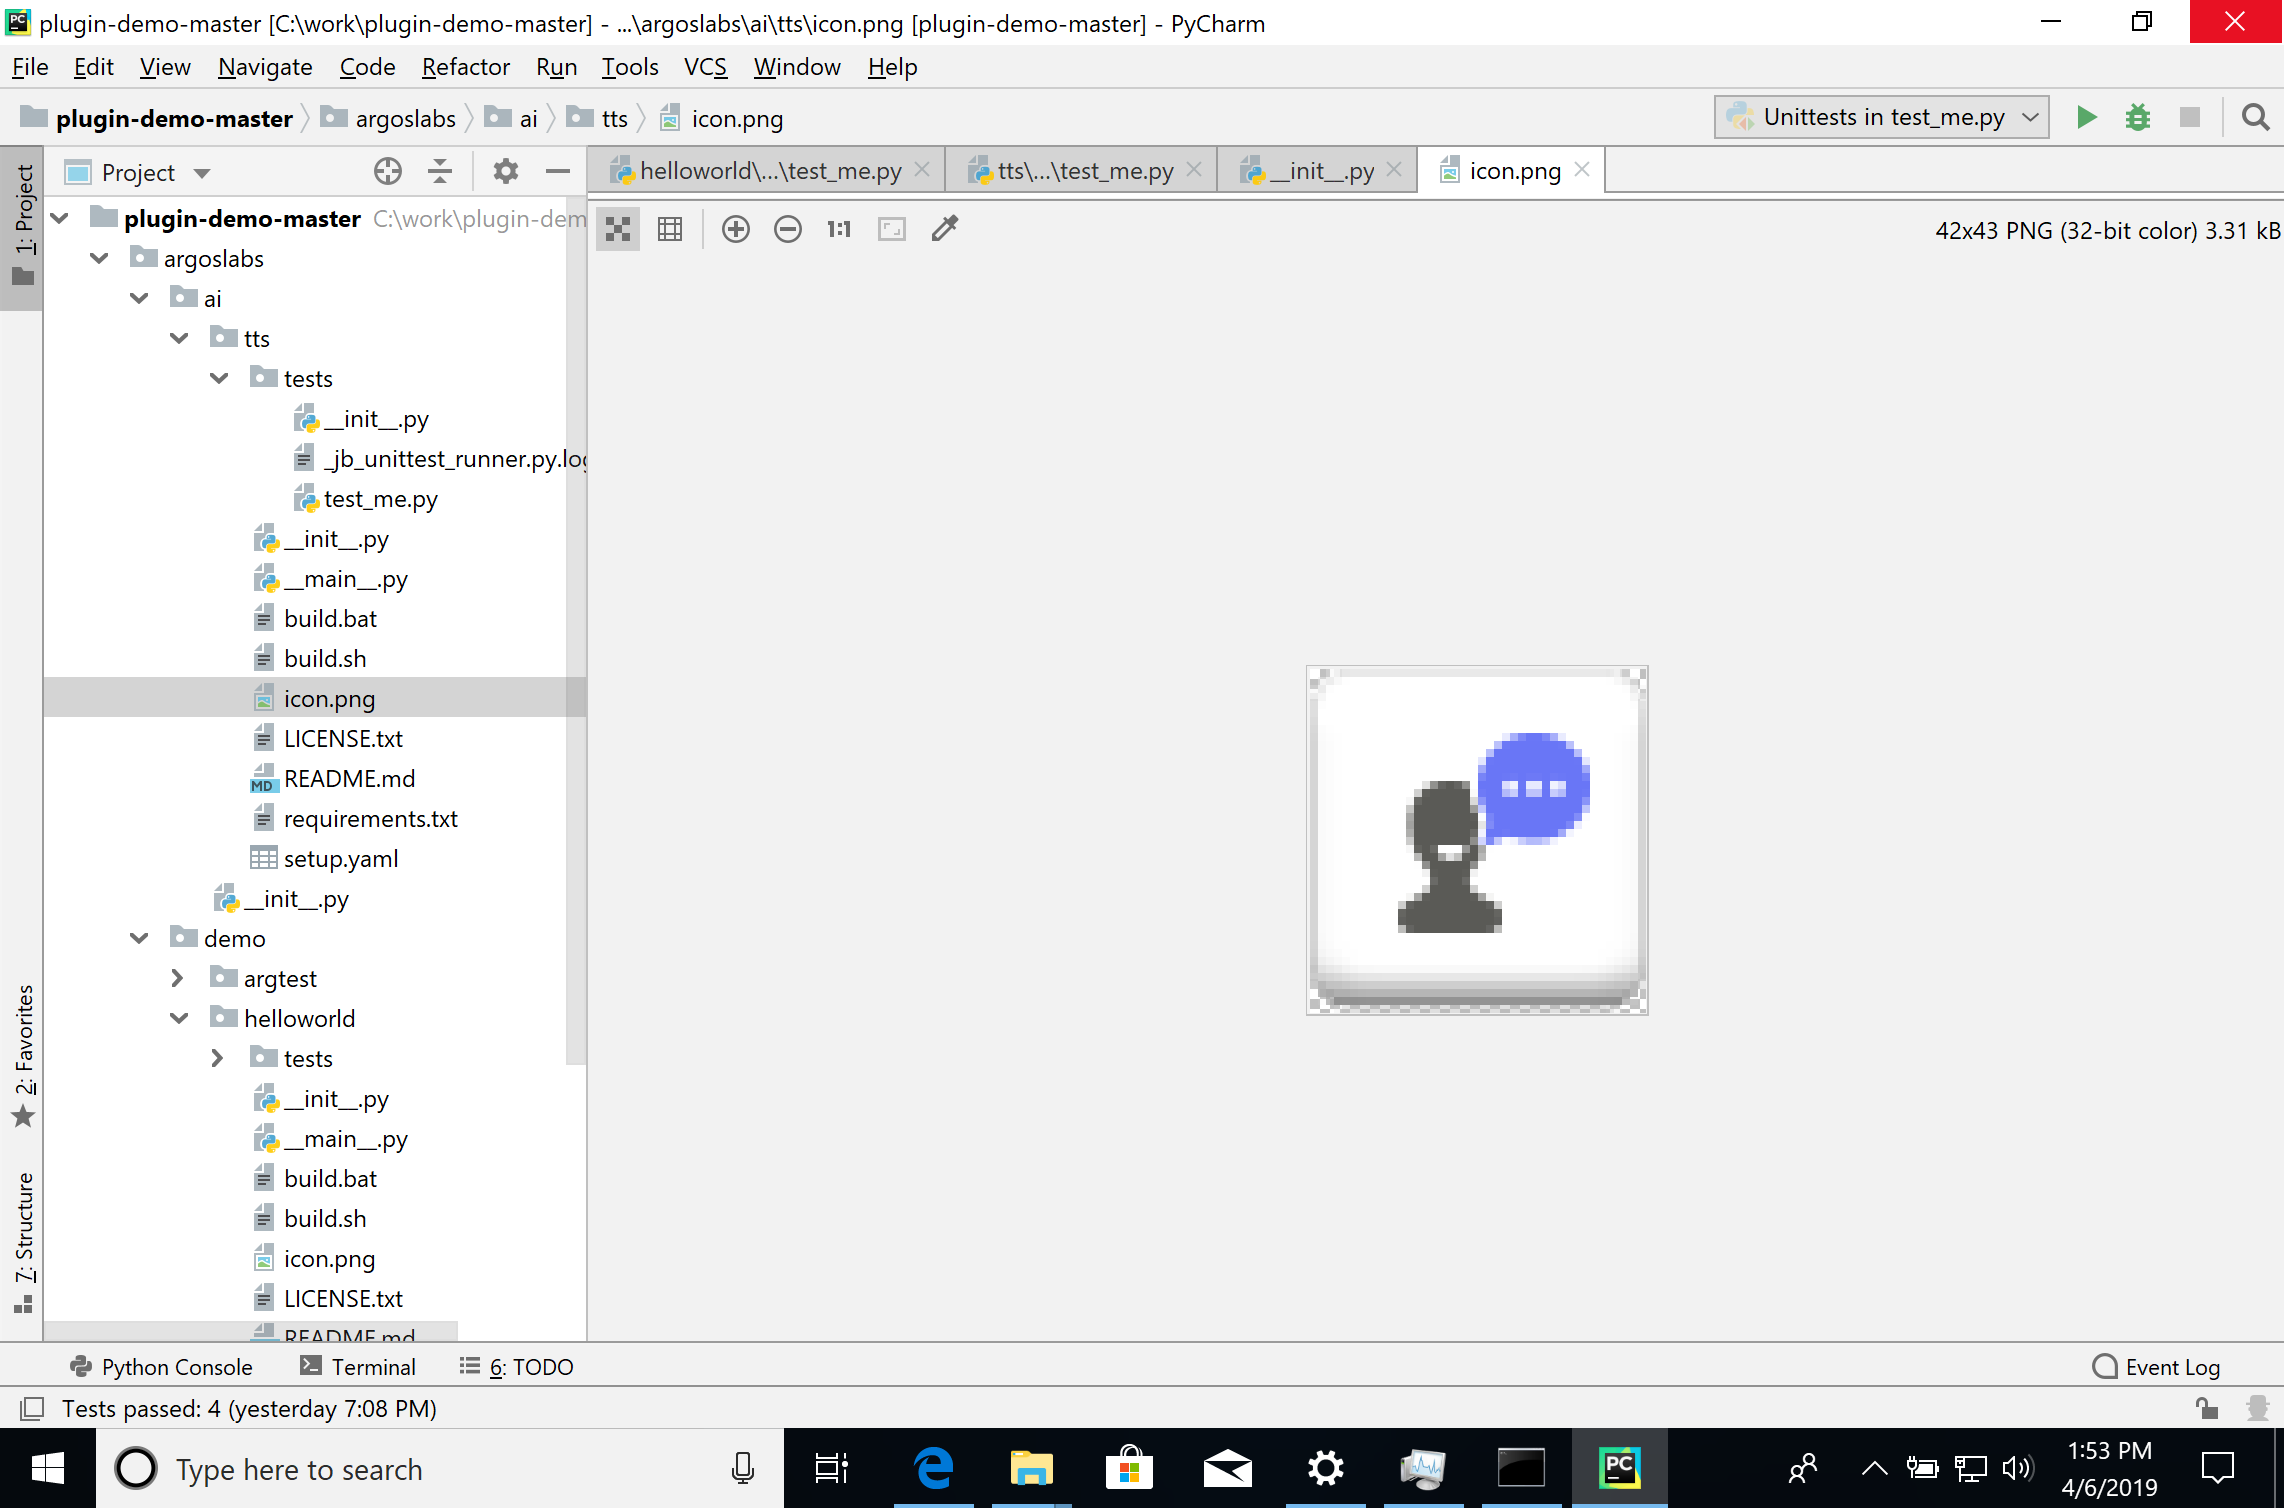 plugin-demo-master [C:\work\plugin-demo-master] - ...\argoslabs\ai\tts\icon.png [plugin-demo-master] - PyCharm
File Edit View Navigate Code Refactor Run Tools VCS Window Help
plugin-demo-master argoslabs ai tts icon.png Unittests in test_me.py
1: Project
2: Favorites
7: Structure
Project
plugin-demo-master C:\work\plugin-dem
argoslabs
ai
tts
tests
__init__.py
_jb_unittest_runner.py.log
test_me.py
__init__.py
__main__.py
build.bat
build.sh
icon.png
LICENSE.txt
README.md
requirements.txt
setup.yaml
__init__.py
demo
argtest
helloworld
tests
__init__.py
__main__.py
build.bat
build.sh
icon.png
LICENSE.txt
README.md
helloworld\...\test_me.py tts\...\test_me.py __init__.py icon.png
1:1
42x43 PNG (32-bit color) 3.31 kB
Python Console Terminal 6: TODO Event Log
Tests passed: 4 (yesterday 7:08 PM)
Type here to search
1:53 PM
4/6/2019